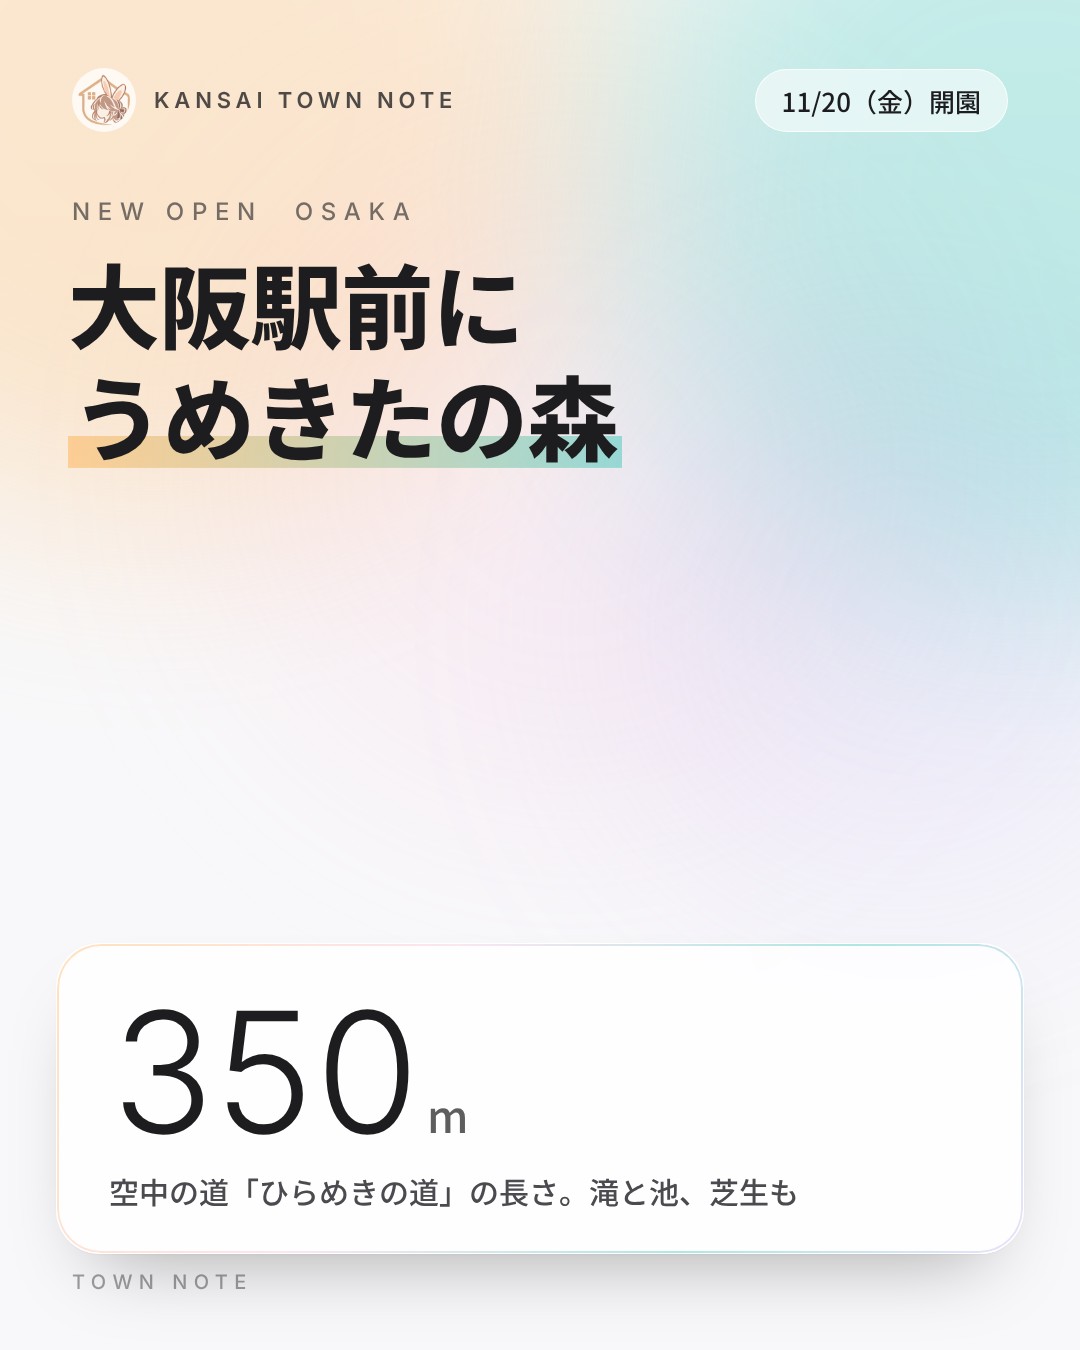 KANSAI TOWN NOTE
11/20（金）開園
NEW OPEN OSAKA
大阪駅前に
うめきたの森
350 m
空中の道「ひらめきの道」の長さ。滝と池、芝生も
TOWN NOTE